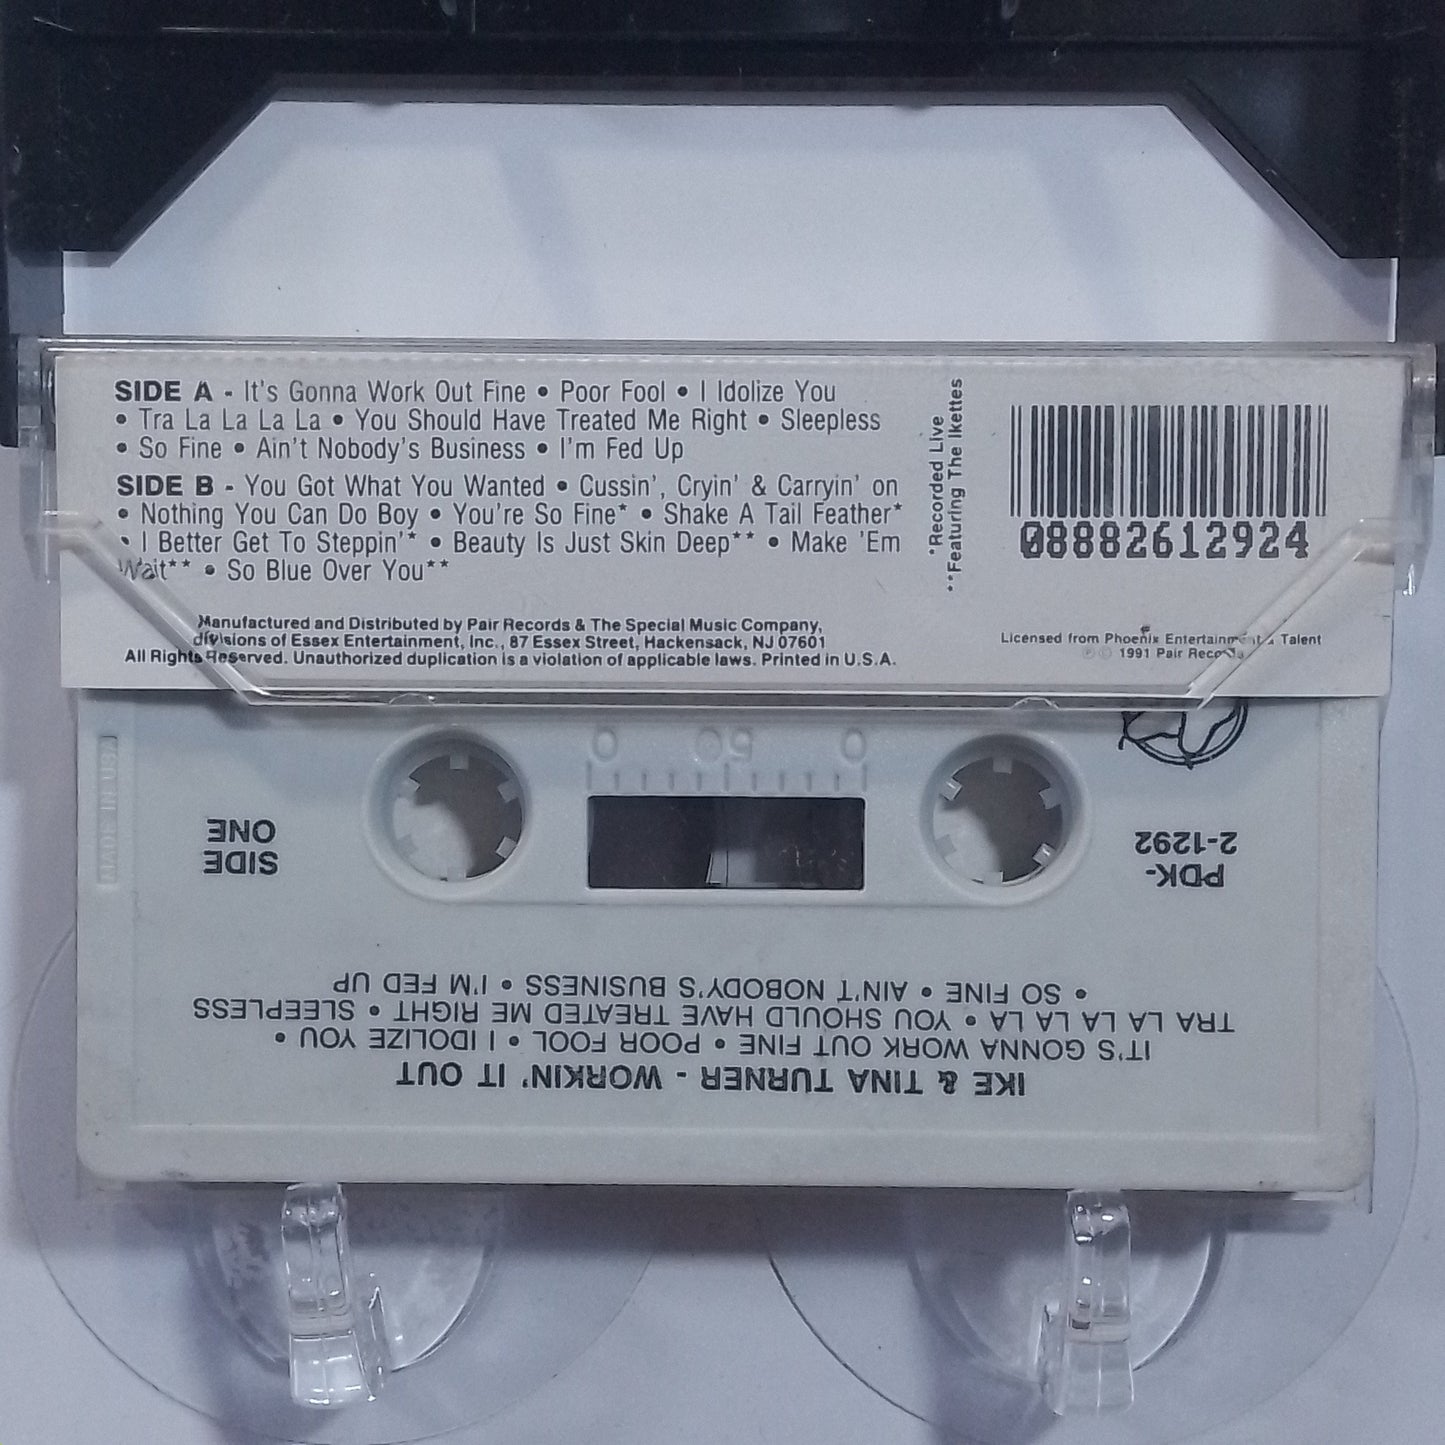 SIDE A - It's Gonna Work Out Fine • Poor Fool • I Idolize You
• Tra La La La La • You Should Have Treated Me Right • Sleepless
• So Fine • Ain't Nobody's Business • I'm Fed Up
SIDE B - You Got What You Wanted • Cussin', Cryin' & Carryin' on
• Nothing You Can Do Boy • You're So Fine* • Shake A Tail Feather*
• I Better Get To Steppin'* • Beauty Is Just Skin Deep** • Make 'Em
Wait** • So Blue Over You**
*Recorded Live
**Featuring The Ikettes
08882612924
Manufactured and Distributed by Pair Records & The Special Music Company,
divisions of Essex Entertainment, Inc., 87 Essex Street, Hackensack, NJ 07601
All Rights Reserved. Unauthorized duplication is a violation of applicable laws. Printed in U.S.A.
Licensed from Phoenix Entertainment & Talent
℗ © 1991 Pair Records
MADE IN USA
0 50 0
SIDE
ONE
PDK-
2-1292
IKE & TINA TURNER - WORKIN' IT OUT
IT'S GONNA WORK OUT FINE • POOR FOOL • I IDOLIZE YOU •
TRA LA LA LA LA • YOU SHOULD HAVE TREATED ME RIGHT • SLEEPLESS
• SO FINE • AIN'T NOBODY'S BUSINESS • I'M FED UP